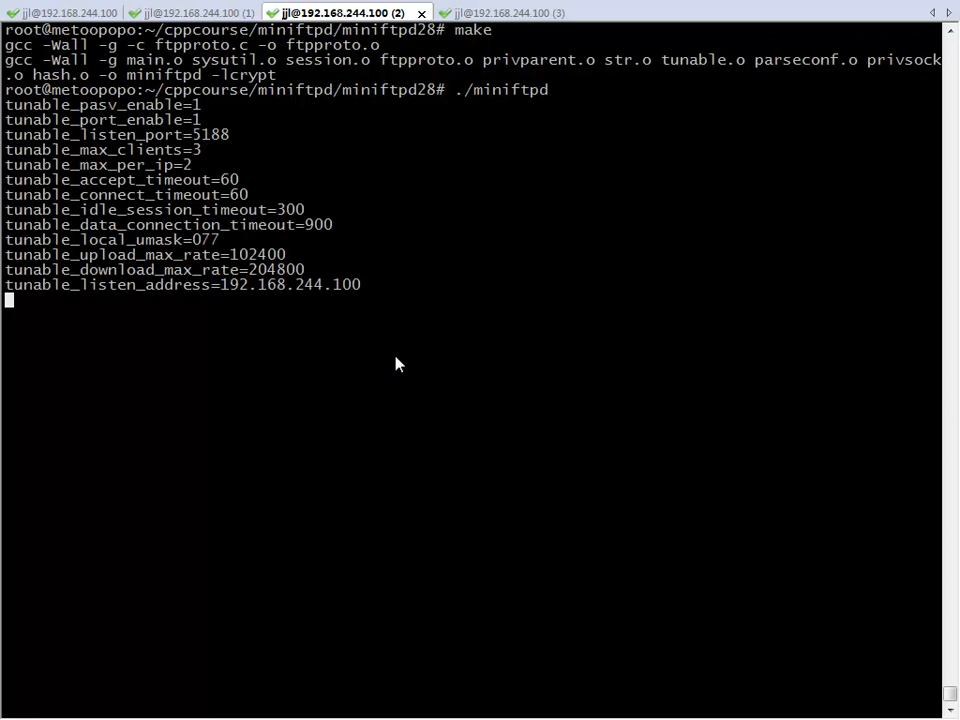 jjl@192.168.244.100 jjl@192.168.244.100 (1) jjl@192.168.244.100 (2) x jjl@192.168.244.100 (3)
root@metoopopo:~/cppcourse/miniftpd/miniftpd28# make
gcc -Wall -g -c ftpproto.c -o ftpproto.o
gcc -Wall -g main.o sysutil.o session.o ftpproto.o privparent.o str.o tunable.o parseconf.o privsock
.o hash.o -o miniftpd -lcrypt
root@metoopopo:~/cppcourse/miniftpd/miniftpd28# ./miniftpd
tunable_pasv_enable=1
tunable_port_enable=1
tunable_listen_port=5188
tunable_max_clients=3
tunable_max_per_ip=2
tunable_accept_timeout=60
tunable_connect_timeout=60
tunable_idle_session_timeout=300
tunable_data_connection_timeout=900
tunable_local_umask=077
tunable_upload_max_rate=102400
tunable_download_max_rate=204800
tunable_listen_address=192.168.244.100